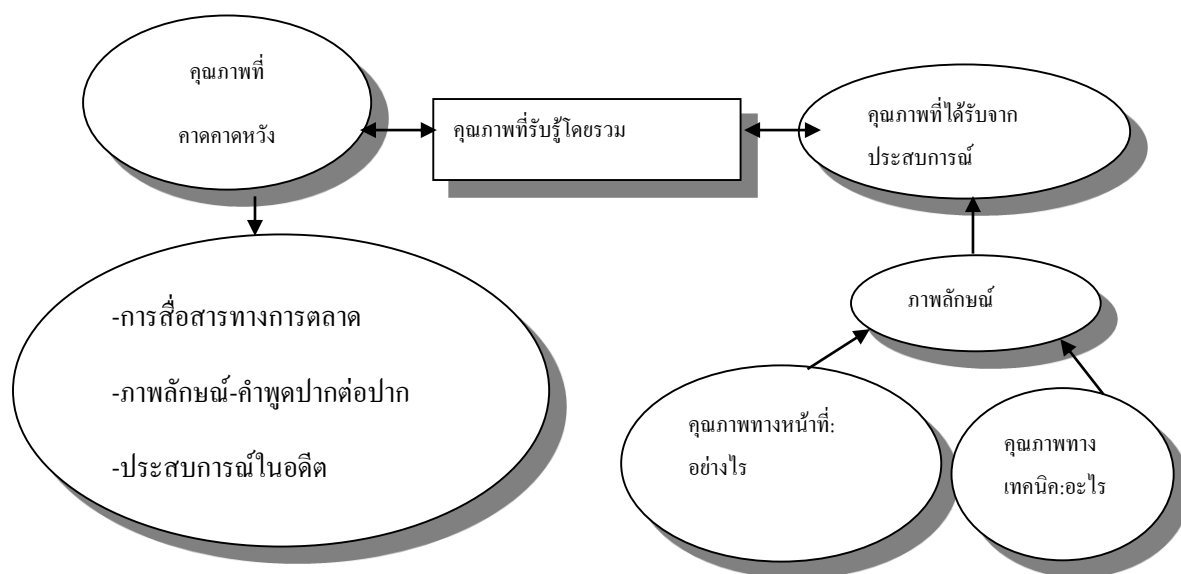 คุณภาพที่
คาดคาดหวัง
คุณภาพที่รับรู้โดยรวม
คุณภาพที่ได้รับจาก
ประสบการณ์
-การสื่อสารทางการตลาด
-ภาพลักษณ์-คำพูดปากต่อปาก
-ประสบการณ์ในอดีต
ภาพลักษณ์
คุณภาพทางหน้าที่:
อย่างไร
คุณภาพทาง
เทคนิค:อะไร